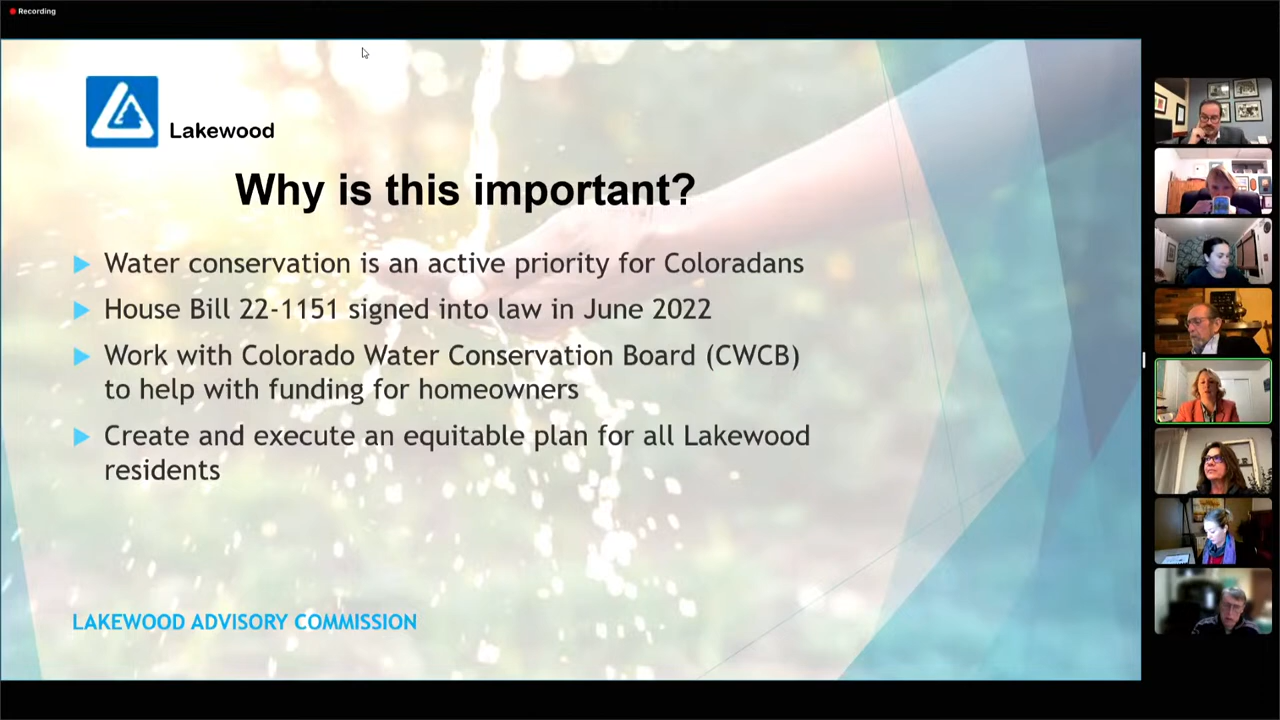 Recording
Lakewood
Why is this important?
Water conservation is an active priority for Coloradans
House Bill 22-1151 signed into law in June 2022
Work with Colorado Water Conservation Board (CWCB)
to help with funding for homeowners
Create and execute an equitable plan for all Lakewood
residents
LAKEWOOD ADVISORY COMMISSION